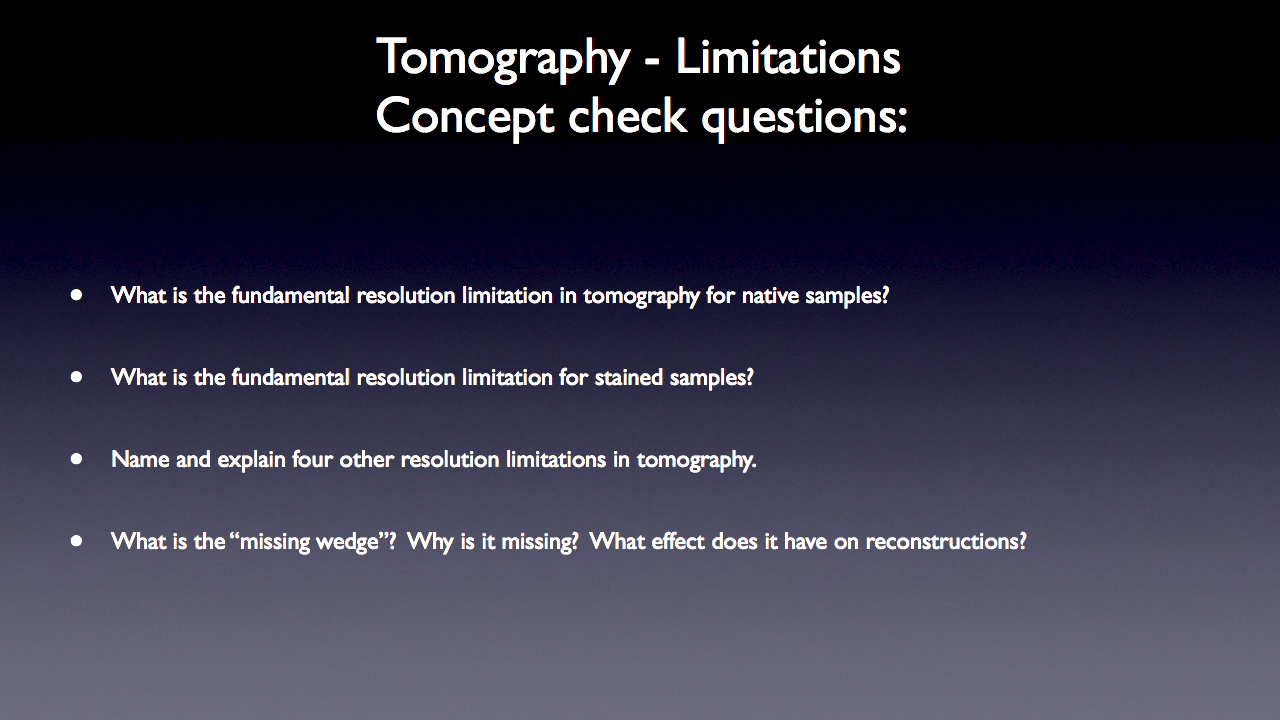 Tomography - Limitations
Concept check questions:
• What is the fundamental resolution limitation in tomography for native samples?
• What is the fundamental resolution limitation for stained samples?
• Name and explain four other resolution limitations in tomography.
• What is the “missing wedge”?  Why is it missing?  What effect does it have on reconstructions?